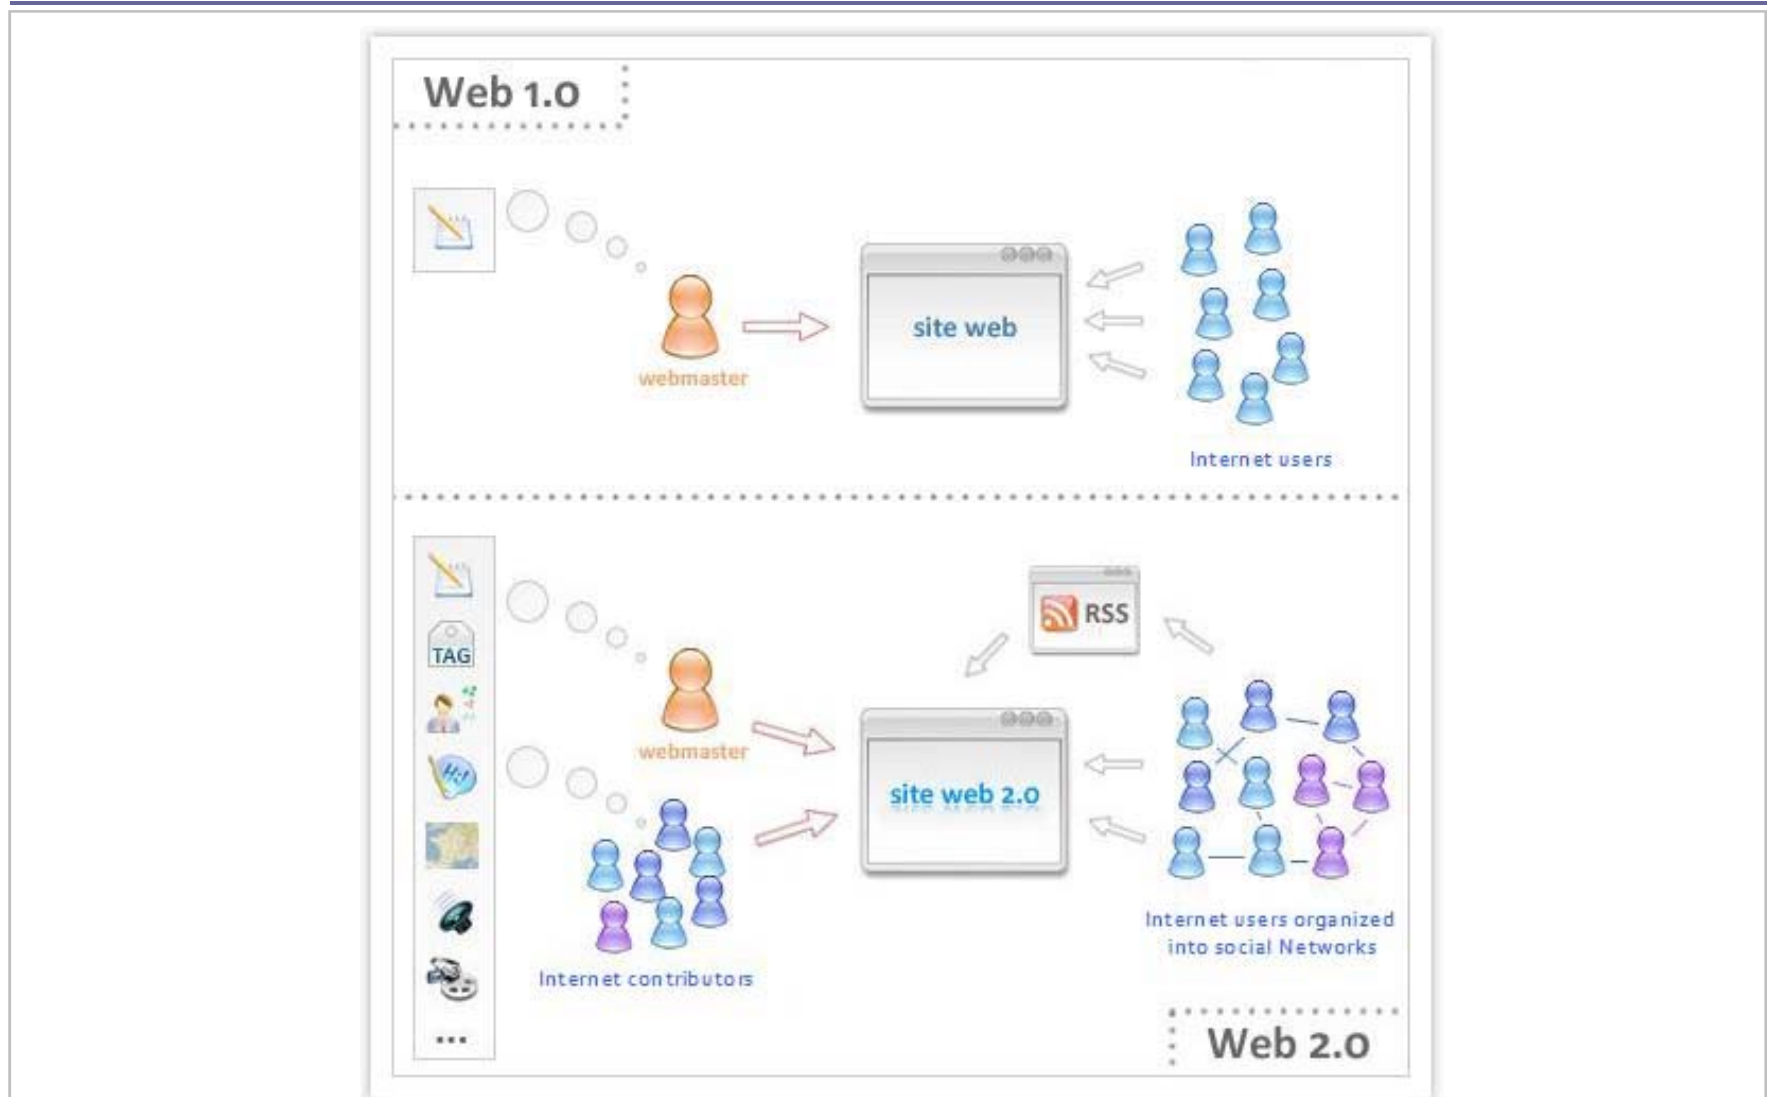 Web 1.0
site web
webmaster
Internet users
RSS
TAG
Hi!
webmaster
site web 2.0
Internet users organized
into social Networks
Internet contributors
...
Web 2.0